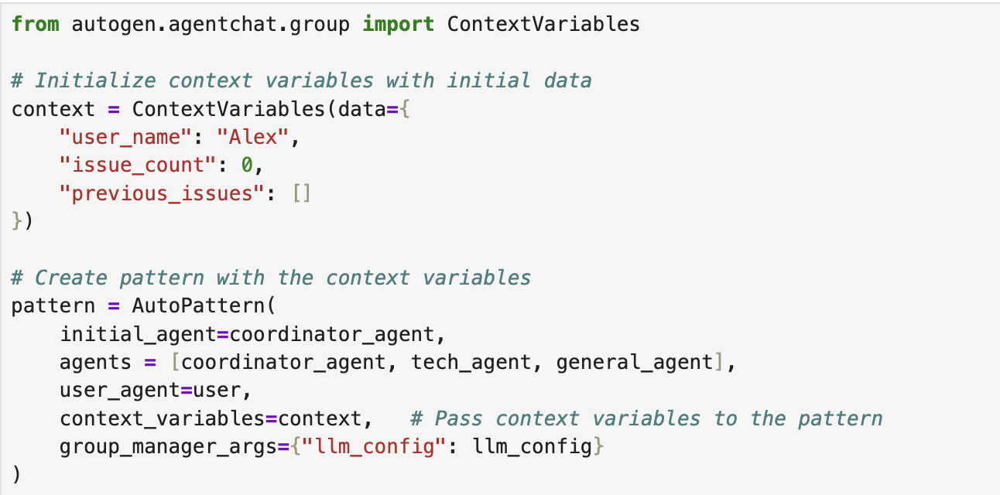 from autogen.agentchat.group import ContextVariables
# Initialize context variables with initial data
context = ContextVariables(data={
    "user_name": "Alex",
    "issue_count": 0,
    "previous_issues": []
})
# Create pattern with the context variables
pattern = AutoPattern(
    initial_agent=coordinator_agent,
    agents = [coordinator_agent, tech_agent, general_agent],
    user_agent=user,
    context_variables=context,   # Pass context variables to the pattern
    group_manager_args={"llm_config": llm_config}
)